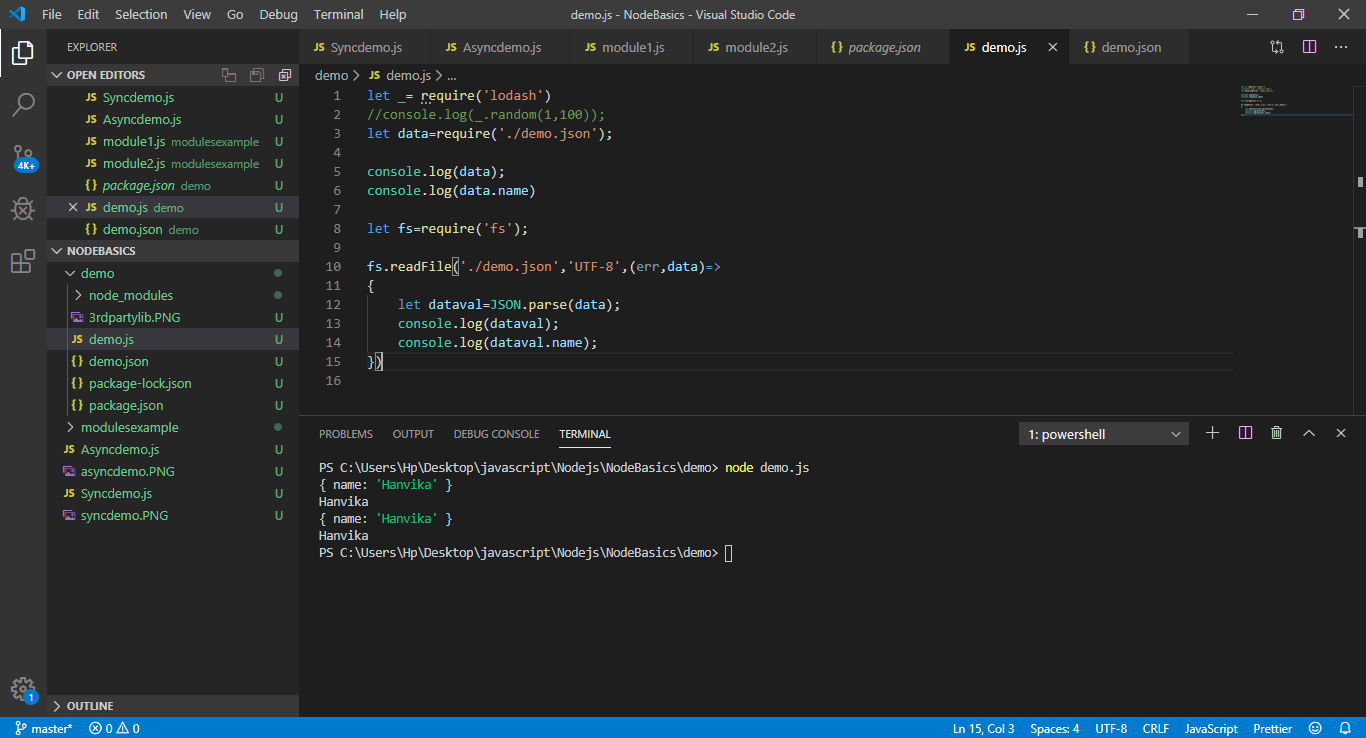 File Edit Selection View Go Debug Terminal Help demo.js - NodeBasics - Visual Studio Code
EXPLORER
OPEN EDITORS
JS Syncdemo.js U
JS Asyncdemo.js U
JS module1.js modulesexample U
JS module2.js modulesexample U
{} package.json demo U
JS demo.js demo U
{} demo.json demo U
NODEBASICS
demo
node_modules
3rdpartylib.PNG U
JS demo.js U
{} demo.json U
{} package-lock.json U
{} package.json U
modulesexample
JS Asyncdemo.js U
asyncdemo.PNG U
JS Syncdemo.js U
syncdemo.PNG U
OUTLINE
4K+
1
JS Syncdemo.js JS Asyncdemo.js JS module1.js JS module2.js {} package.json JS demo.js {} demo.json
demo > JS demo.js > ...
1 let _= require('lodash')
2 //console.log(_.random(1,100));
3 let data=require('./demo.json');
4
5 console.log(data);
6 console.log(data.name)
7
8 let fs=require('fs');
9
10 fs.readFile('./demo.json','UTF-8',(err,data)=>
11 {
12 let dataval=JSON.parse(data);
13 console.log(dataval);
14 console.log(dataval.name);
15 })
16
PROBLEMS OUTPUT DEBUG CONSOLE TERMINAL 1: powershell
PS C:\Users\Hp\Desktop\javascript\Nodejs\NodeBasics\demo> node demo.js
{ name: 'Hanvika' }
Hanvika
{ name: 'Hanvika' }
Hanvika
PS C:\Users\Hp\Desktop\javascript\Nodejs\NodeBasics\demo>
master* 0 0 Ln 15, Col 3 Spaces: 4 UTF-8 CRLF JavaScript Prettier